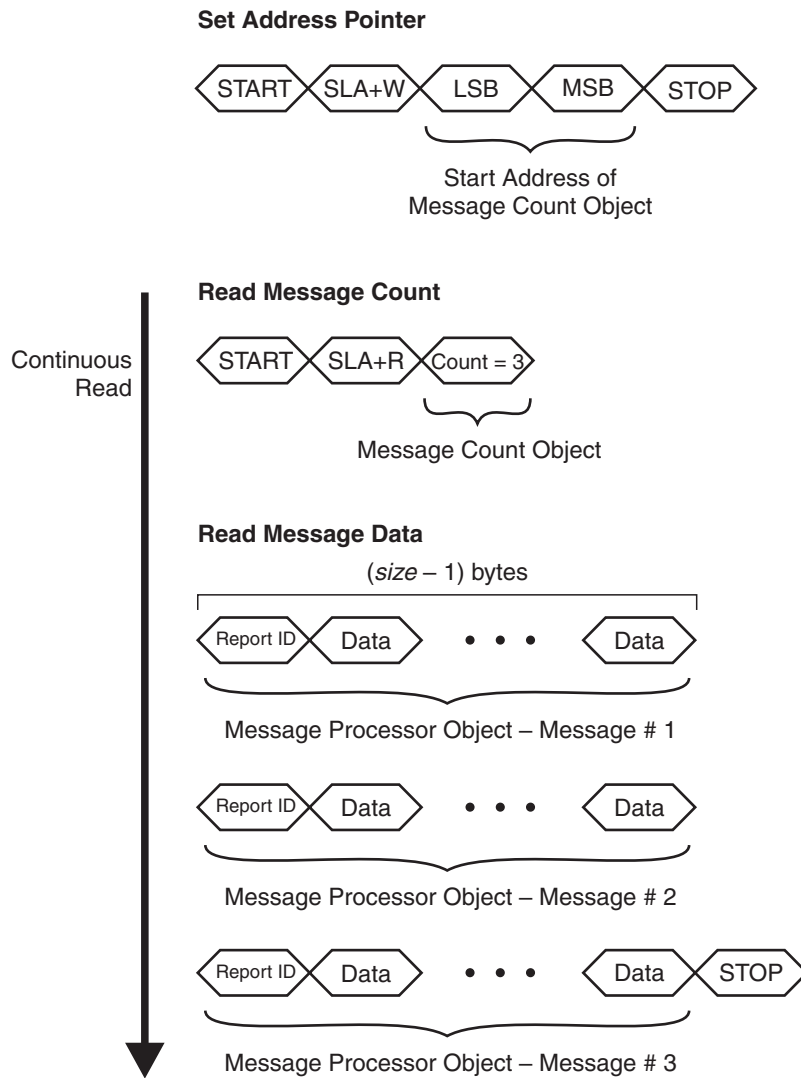 Set Address Pointer
START SLA+W LSB MSB STOP
Start Address of
Message Count Object
Read Message Count
Continuous
Read
START SLA+R Count = 3
Message Count Object
Read Message Data
(size – 1) bytes
Report ID Data • • • Data
Message Processor Object – Message # 1
Report ID Data • • • Data
Message Processor Object – Message # 2
Report ID Data • • • Data STOP
Message Processor Object – Message # 3